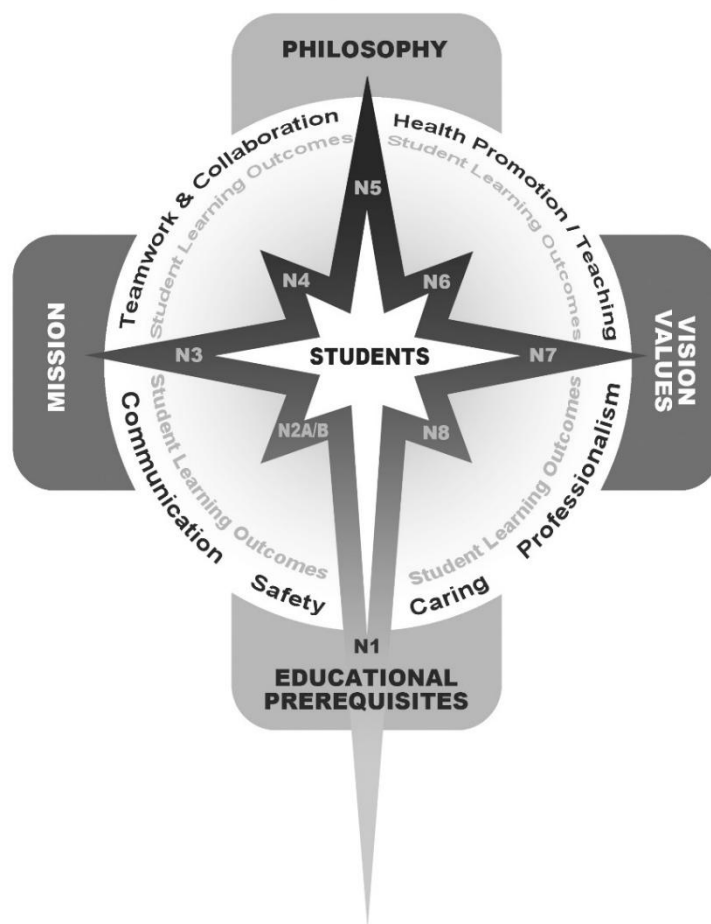 PHILOSOPHY
Teamwork & Collaboration
Health Promotion / Teaching
Student Learning Outcomes
Student Learning Outcomes
N5
N4
N6
MISSION
N3
STUDENTS
N7
VISION
VALUES
N2A/B
N8
Student Learning Outcomes
Student Learning Outcomes
Communication
Professionalism
Safety
Caring
N1
EDUCATIONAL
PREREQUISITES